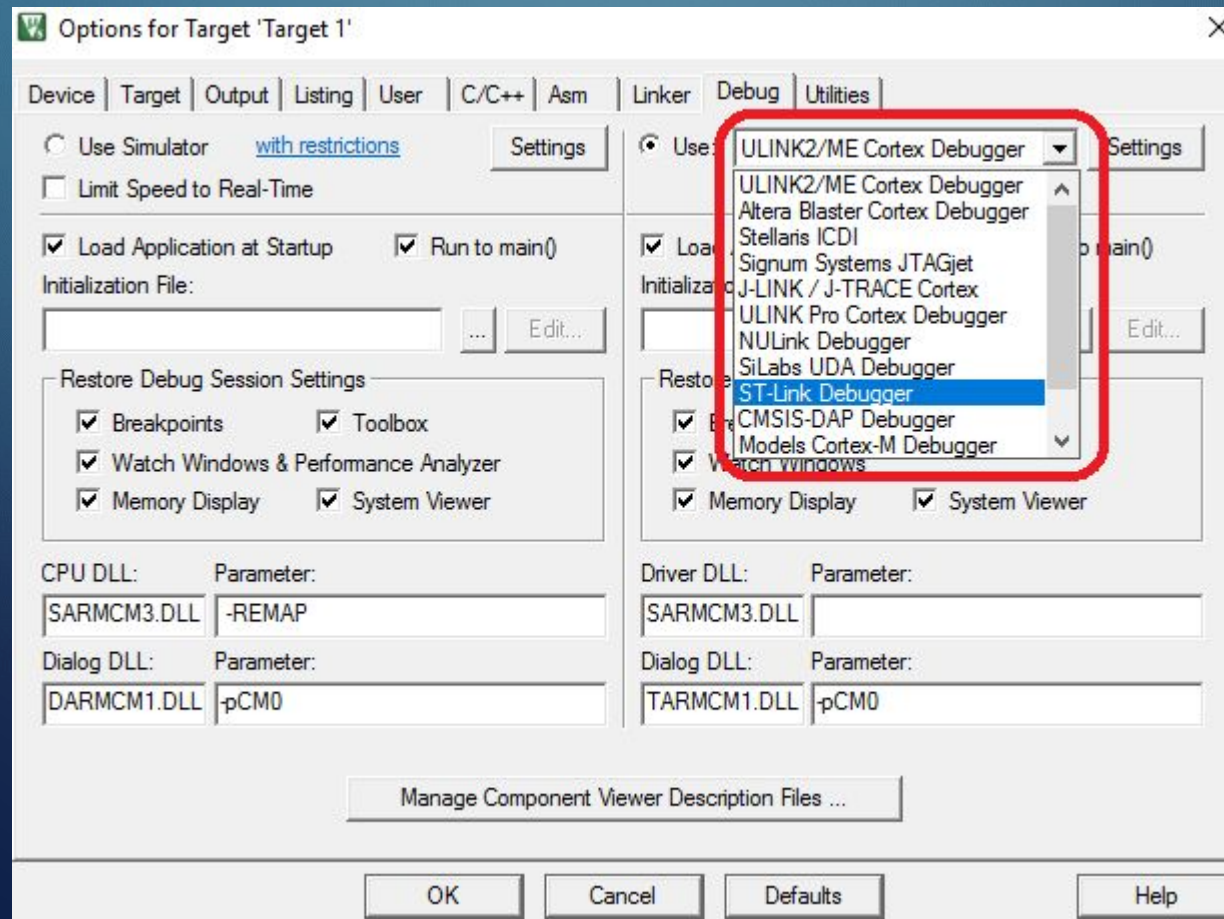 Options for Target 'Target 1'
Device Target Output Listing User C/C++ Asm Linker Debug Utilities
Use Simulator with restrictions Settings
Limit Speed to Real-Time
Load Application at Startup Run to main()
Initialization File:
... Edit...
Restore Debug Session Settings
Breakpoints Toolbox
Watch Windows & Performance Analyzer
Memory Display System Viewer
CPU DLL: Parameter:
SARMCM3.DLL -REMAP
Dialog DLL: Parameter:
DARMCM1.DLL -pCM0
Use: ULINK2/ME Cortex Debugger Settings
ULINK2/ME Cortex Debugger
Altera Blaster Cortex Debugger
Stellaris ICDI
Signum Systems JTAGjet
J-LINK / J-TRACE Cortex
ULINK Pro Cortex Debugger
NULink Debugger
SiLabs UDA Debugger
ST-Link Debugger
CMSIS-DAP Debugger
Models Cortex-M Debugger
main()
Edit...
Watch Windows
Memory Display System Viewer
Driver DLL: Parameter:
SARMCM3.DLL
Dialog DLL: Parameter:
TARMCM1.DLL -pCM0
Manage Component Viewer Description Files ...
OK Cancel Defaults Help